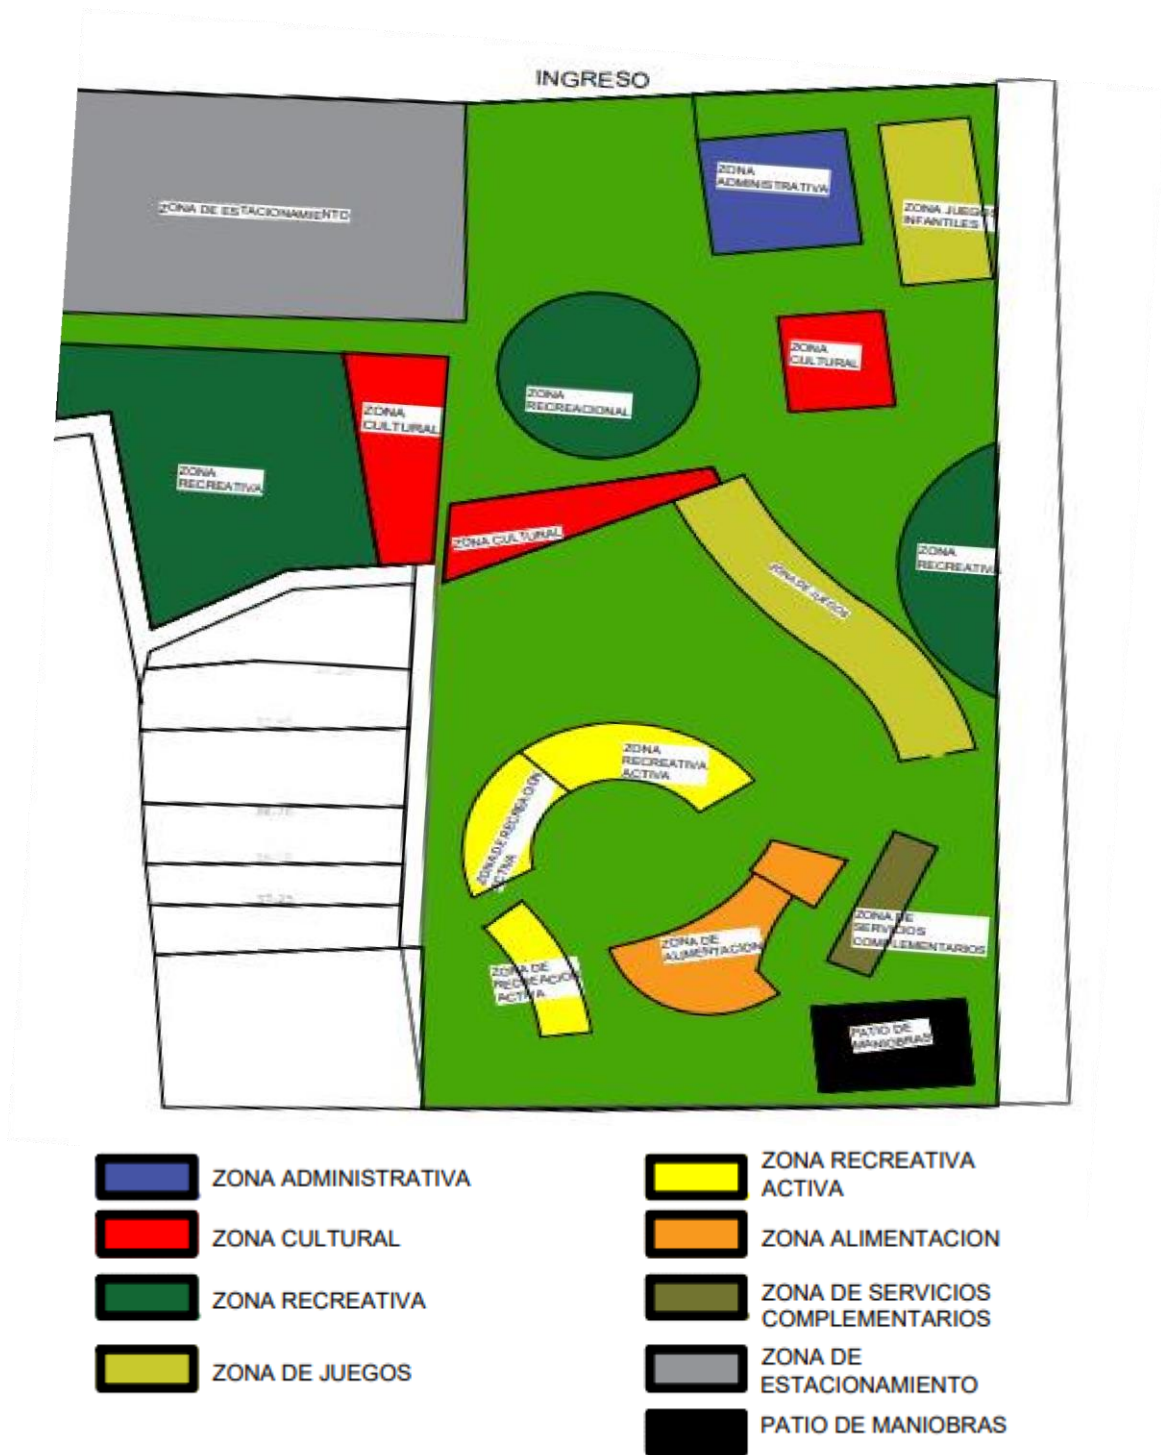 INGRESO
ZONA
ADMINISTRATIVA
ZONA JUEGOS
INFANTILES
ZONA DE ESTACIONAMIENTO
ZONA
CULTURAL
ZONA
RECREACIONAL
ZONA
CULTURAL
ZONA
RECREATIVA
ZONA CULTURAL
ZONA
RECREATIVA
ZONA DE JUEGOS
ZONA
RECREATIVA
ACTIVA
ZONA DE RECREACION
ACTIVA
ZONA DE
ALIMENTACION
ZONA DE
SERVICIOS
COMPLEMENTARIOS
ZONA DE
RECREACION
ACTIVA
PATIO DE
MANIOBRAS
ZONA ADMINISTRATIVA
ZONA CULTURAL
ZONA RECREATIVA
ZONA DE JUEGOS
ZONA RECREATIVA
ACTIVA
ZONA ALIMENTACION
ZONA DE SERVICIOS
COMPLEMENTARIOS
ZONA DE
ESTACIONAMIENTO
PATIO DE MANIOBRAS